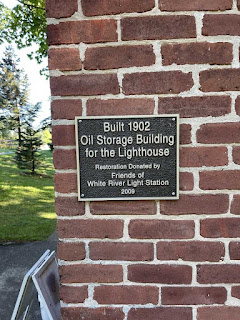 Built 1902
Oil Storage Building
for the Lighthouse
Restoration Donated by
Friends of
White River Light Station
2009